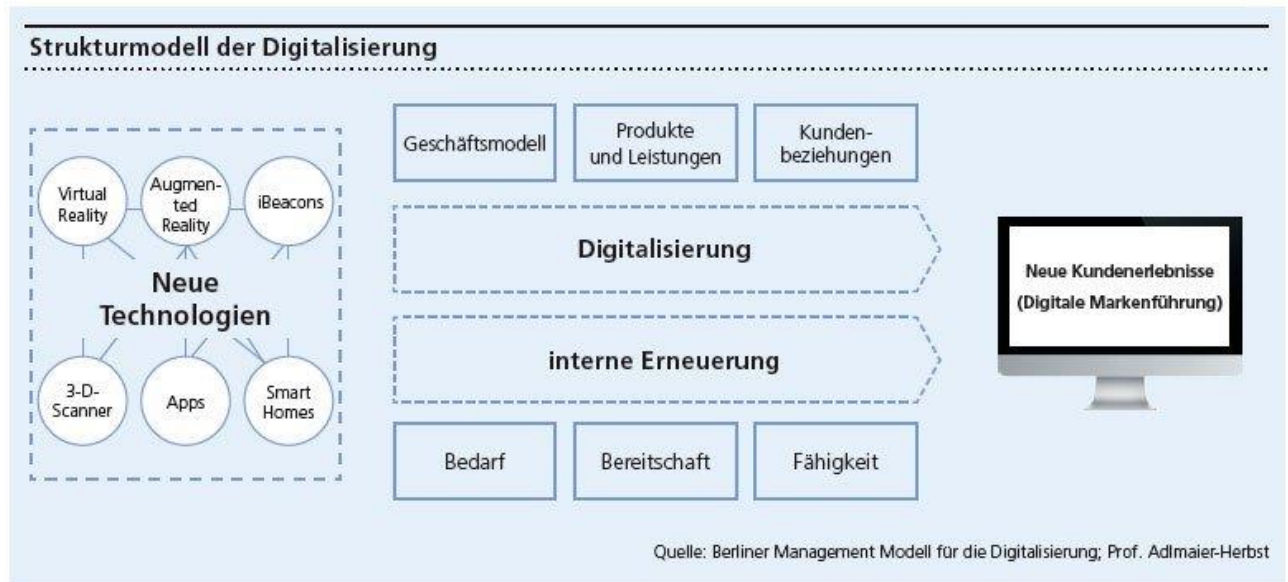 Strukturmodell der Digitalisierung
Virtual
Reality
Augmen-
ted
Reality
iBeacons
Neue
Technologien
3-D-
Scanner
Apps
Smart
Homes
Geschäftsmodell
Produkte
und Leistungen
Kunden-
beziehungen
Digitalisierung
interne Erneuerung
Bedarf
Bereitschaft
Fähigkeit
Neue Kundenerlebnisse
(Digitale Markenführung)
Quelle: Berliner Management Modell für die Digitalisierung; Prof. Adlmaier-Herbst